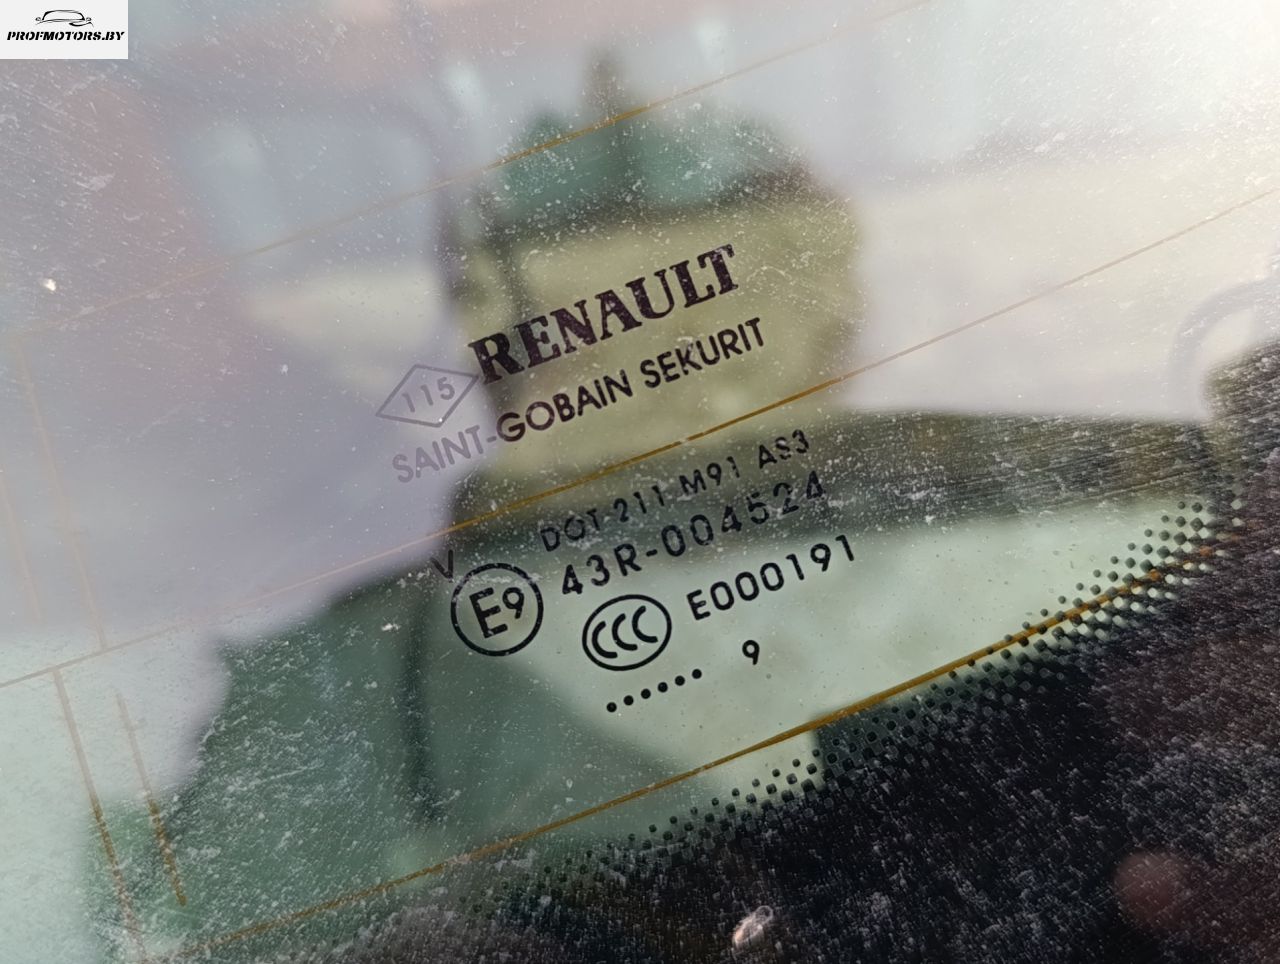 PROFMOTORS.BY
RENAULT
115
SAINT-GOBAIN SEKURIT
DOT 211 M91 AS3
V
E9 43R-004524
CCC E000191
...... 9